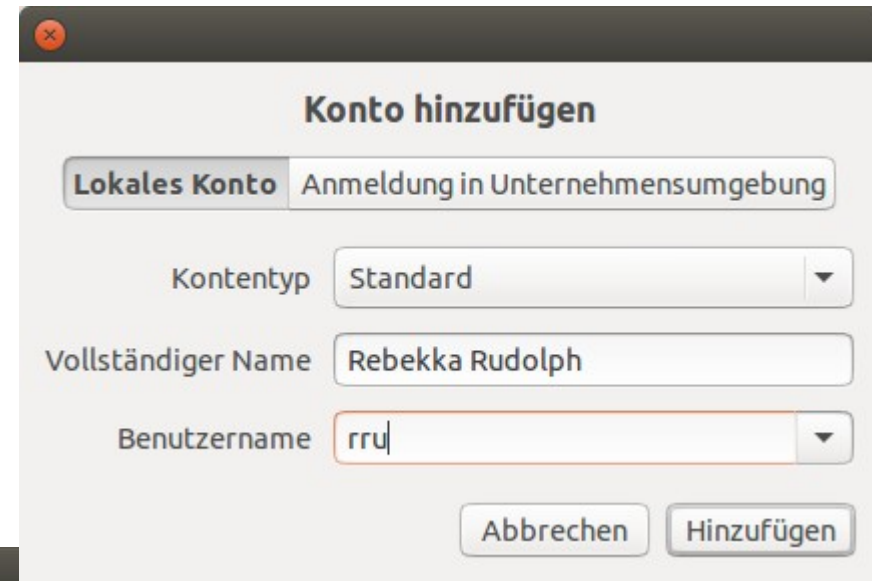 Konto hinzufügen
Lokales Konto Anmeldung in Unternehmensumgebung
Kontentyp Standard
Vollständiger Name Rebekka Rudolph
Benutzername rru
Abbrechen Hinzufügen